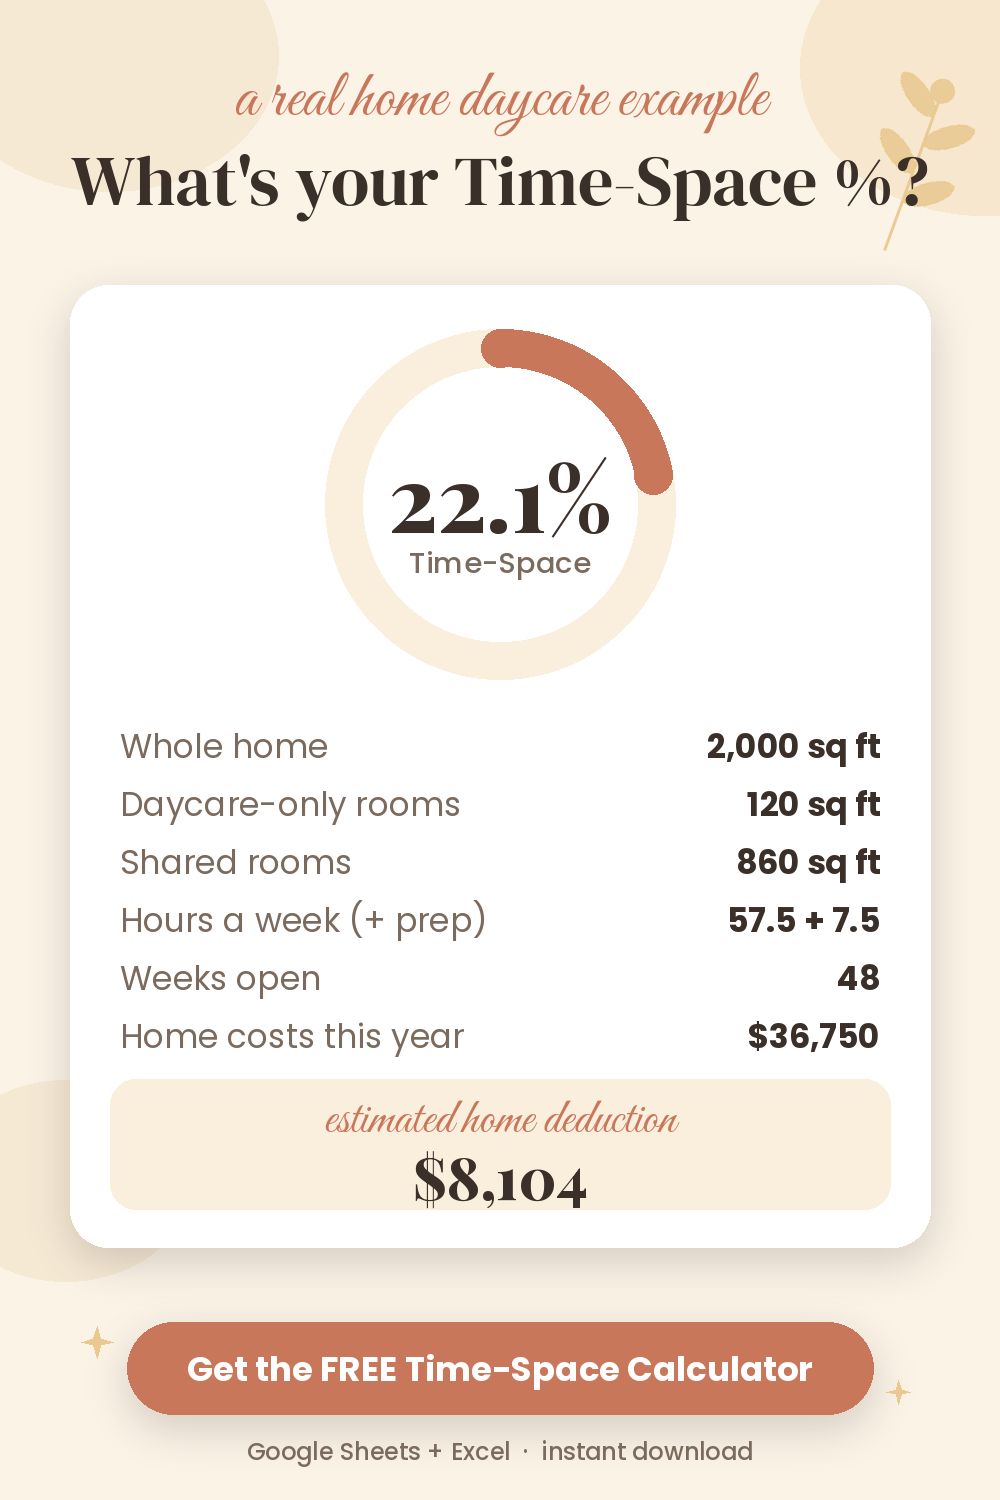 a real home daycare example
What's your Time-Space %?
22.1%
Time-Space
Whole home 2,000 sq ft
Daycare-only rooms 120 sq ft
Shared rooms 860 sq ft
Hours a week (+ prep) 57.5 + 7.5
Weeks open 48
Home costs this year $36,750
estimated home deduction
$8,104
Get the FREE Time-Space Calculator
Google Sheets + Excel · instant download